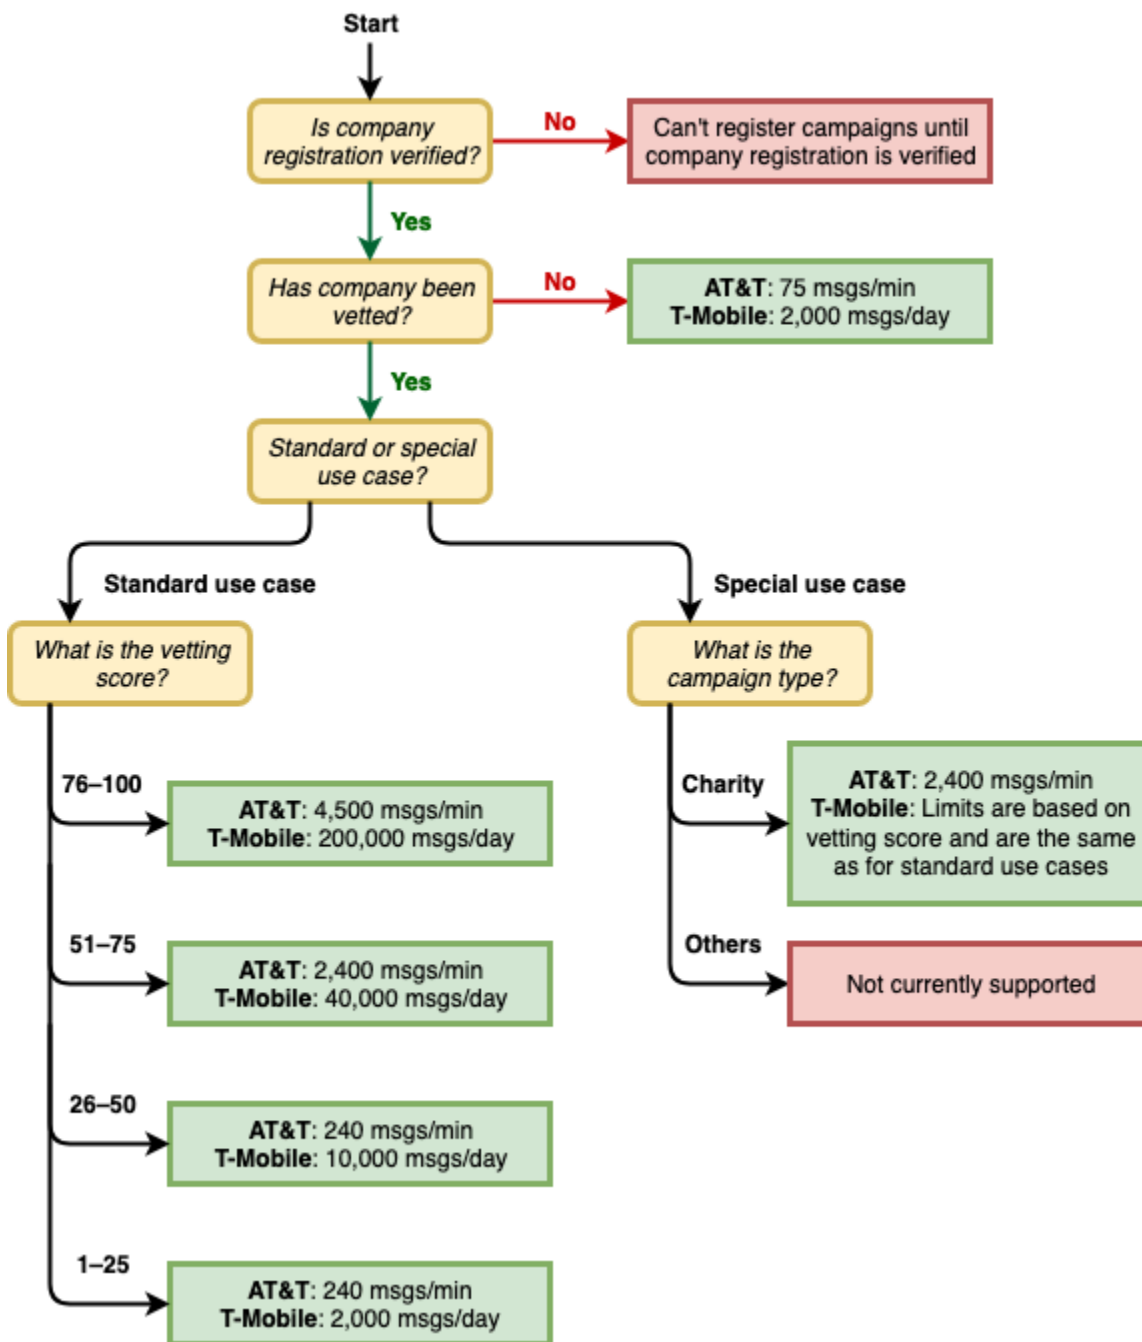 Start
Is company
registration verified?
No
Can't register campaigns until
company registration is verified
Yes
Has company been
vetted?
No
AT&T: 75 msgs/min
T-Mobile: 2,000 msgs/day
Yes
Standard or special
use case?
Standard use case
Special use case
What is the vetting
score?
What is the
campaign type?
76–100
AT&T: 4,500 msgs/min
T-Mobile: 200,000 msgs/day
51–75
AT&T: 2,400 msgs/min
T-Mobile: 40,000 msgs/day
26–50
AT&T: 240 msgs/min
T-Mobile: 10,000 msgs/day
1–25
AT&T: 240 msgs/min
T-Mobile: 2,000 msgs/day
Charity
AT&T: 2,400 msgs/min
T-Mobile: Limits are based on
vetting score and are the same
as for standard use cases
Others
Not currently supported